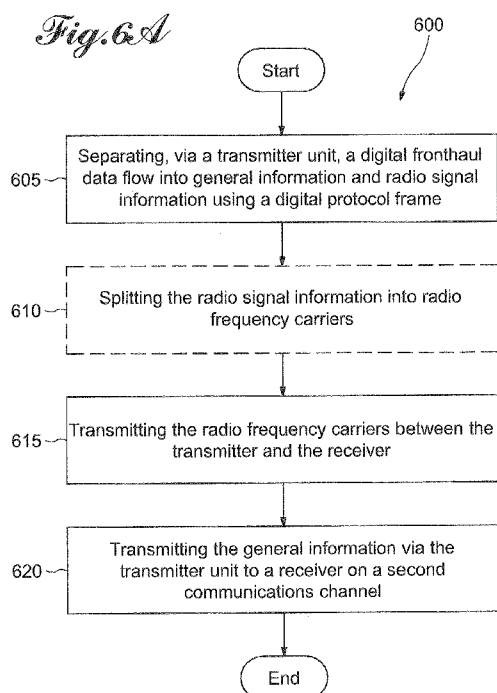 Fig.6A
600
Start
605
Separating, via a transmitter unit, a digital fronthaul
data flow into general information and radio signal
information using a digital protocol frame
610
Splitting the radio signal information into radio
frequency carriers
615
Transmitting the radio frequency carriers between the
transmitter and the receiver
620
Transmitting the general information via the
transmitter unit to a receiver on a second
communications channel
End